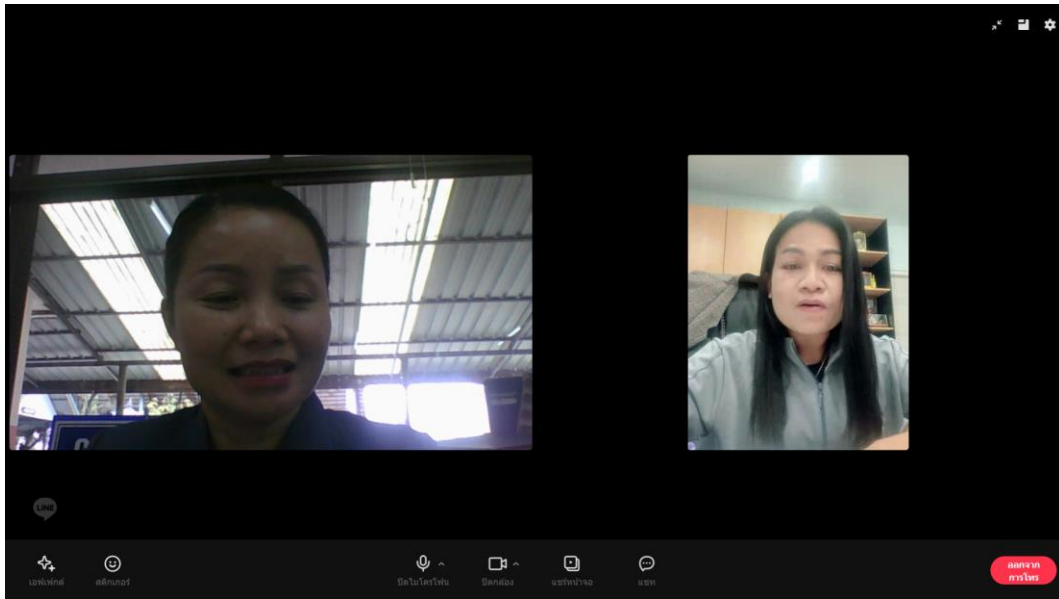 LINE
เอฟเฟกต์
สติกเกอร์
ปิดไมโครโฟน
ปิดกล้อง
แชร์หน้าจอ
แชท
ออกจาก
การโทร